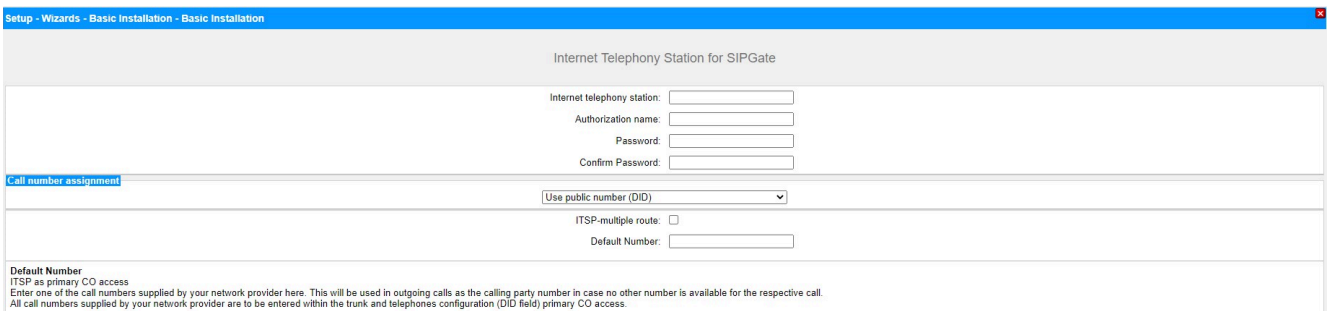 Setup - Wizards - Basic Installation - Basic Installation
Internet Telephony Station for SIPGate
Internet telephony station:
Authorization name:
Password:
Confirm Password:
Call number assignment
Use public number (DID)
ITSP-multiple route:
Default Number:
Default Number
ITSP as primary CO access
Enter one of the call numbers supplied by your network provider here. This will be used in outgoing calls as the calling party number in case no other number is available for the respective call.
All call numbers supplied by your network provider are to be entered within the trunk and telephones configuration (DID field) primary CO access.